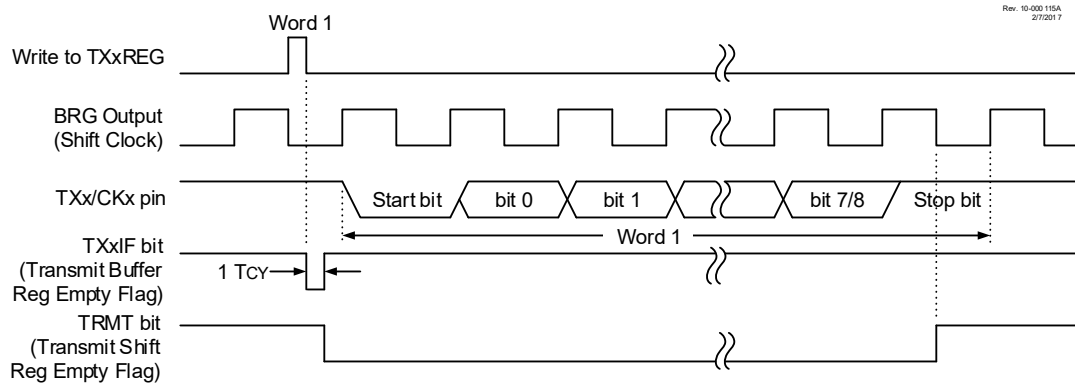 Rev. 10-000 115A
2/7/201 7
Word 1
Write to TXxREG
BRG Output
(Shift Clock)
TXx/CKx pin
Start bit
bit 0
bit 1
bit 7/8
Stop bit
Word 1
TXxIF bit
(Transmit Buffer
Reg Empty Flag)
1 TCY
TRMT bit
(Transmit Shift
Reg Empty Flag)